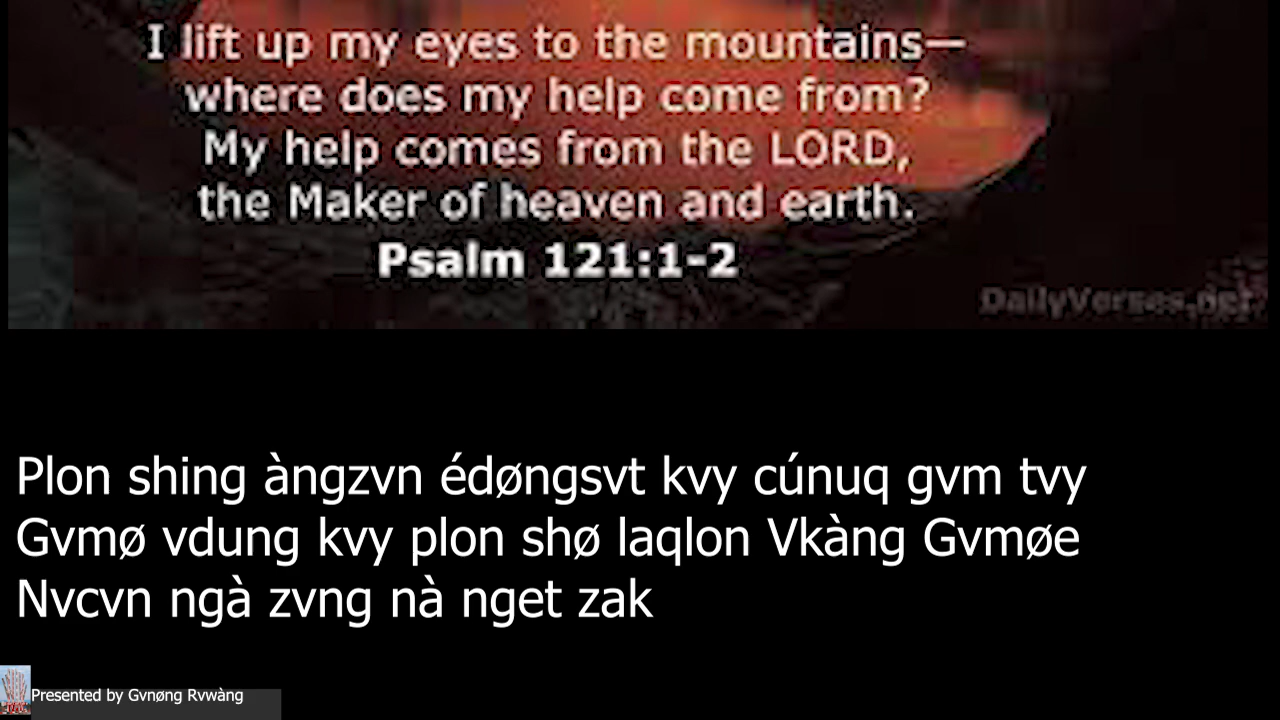 I lift up my eyes to the mountains—
where does my help come from?
My help comes from the LORD,
the Maker of heaven and earth.
Psalm 121:1-2
DailyVerses.net
Plon shing àngzvn édøngsvt kvy cúnuq gvm tvy
Gvmø vdung kvy plon shø laqlon Vkàng Gvmøe
Nvcvn ngà zvng nà nget zak
Presented by Gvnøng Rvwàng